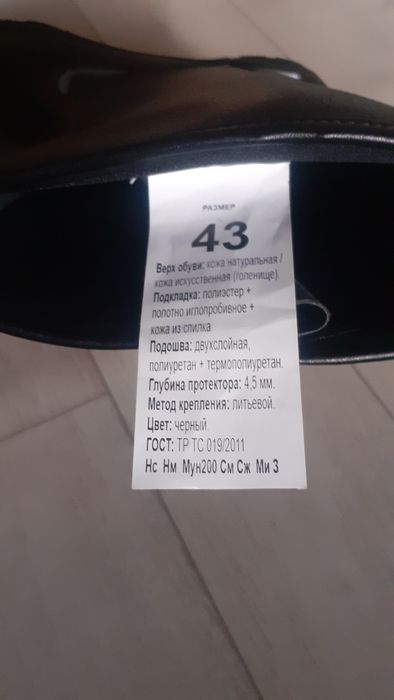 РАЗМЕР
43
Верх обуви: кожа натуральная /
кожа искусственная (голенище).
Подкладка: полиэстер +
полотно иглопробивное +
кожа из спилка
Подошва: двухслойная,
полиуретан + термополиуретан.
Глубина протектора: 4,5 мм.
Метод крепления: литьевой.
Цвет: черный.
ГОСТ: ТР ТС 019/2011
Нс Нм Мун200 См Сж Ми З